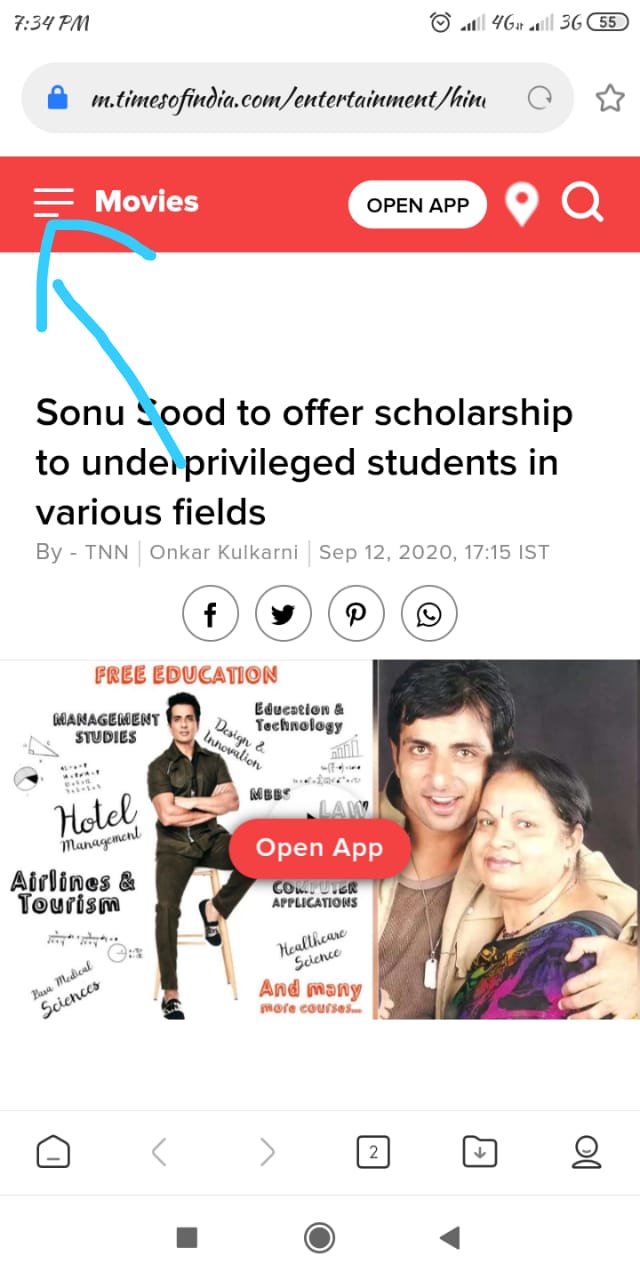 7:34 PM
4G 3G 55
m.timesofindia.com/entertainment/hin
Movies
OPEN APP
Sonu Sood to offer scholarship
to underprivileged students in
various fields
By - TNN | Onkar Kulkarni | Sep 12, 2020, 17:15 IST
FREE EDUCATION
MANAGEMENT
STUDIES
Education &
Technology
Design &
Innovation
MBBS
LAW
Hotel
Management
Open App
COMPUTER
APPLICATIONS
Airlines &
Tourism
Healthcare
Science
Para Medical
Sciences
And many
more courses...
2